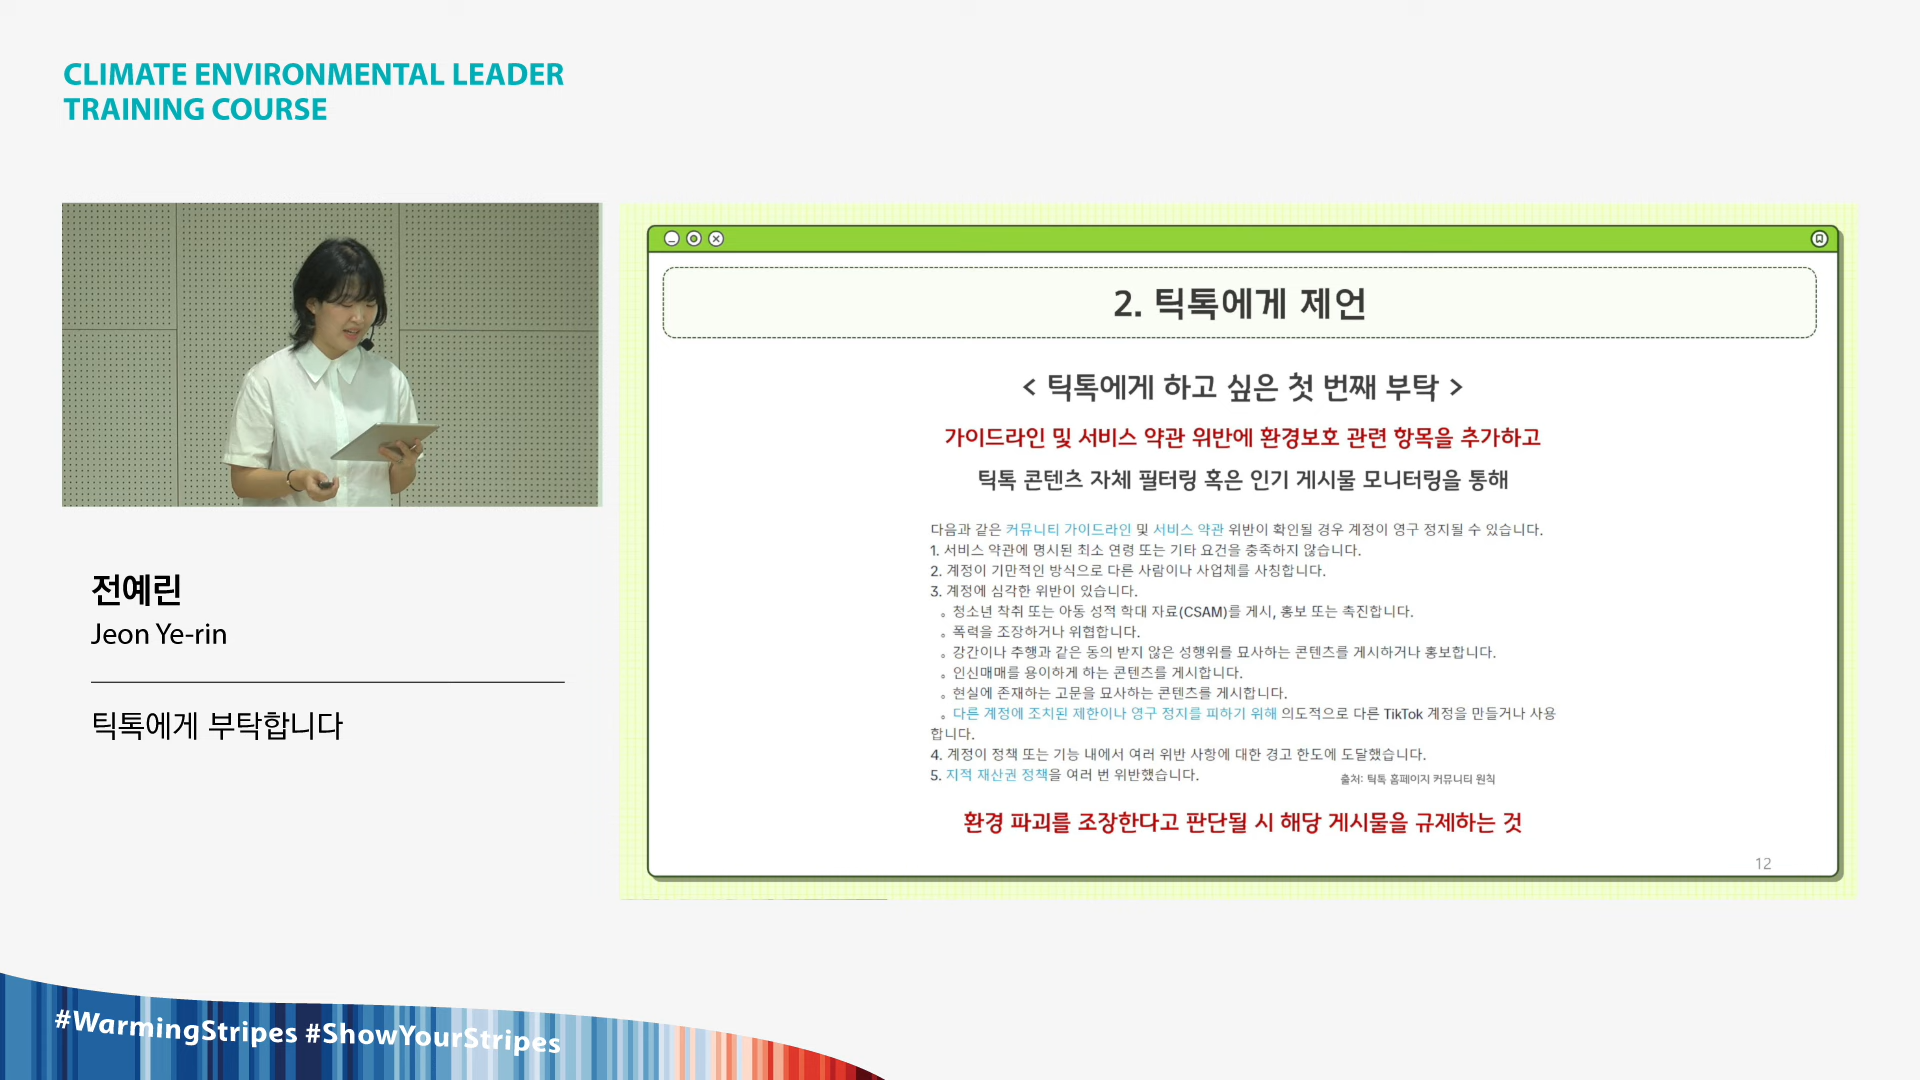 CLIMATE ENVIRONMENTAL LEADER
TRAINING COURSE
전예린
Jeon Ye-rin
틱톡에게 부탁합니다
2. 틱톡에게 제언
< 틱톡에게 하고 싶은 첫 번째 부탁 >
가이드라인 및 서비스 약관 위반에 환경보호 관련 항목을 추가하고
틱톡 콘텐츠 자체 필터링 혹은 인기 게시물 모니터링을 통해
다음과 같은 커뮤니티 가이드라인 및 서비스 약관 위반이 확인될 경우 계정이 영구 정지될 수 있습니다.
1. 서비스 약관에 명시된 최소 연령 또는 기타 요건을 충족하지 않습니다.
2. 계정이 기만적인 방식으로 다른 사람이나 사업체를 사칭합니다.
3. 계정에 심각한 위반이 있습니다.
。청소년 착취 또는 아동 성적 학대 자료(CSAM)를 게시, 홍보 또는 촉진합니다.
。폭력을 조장하거나 위협합니다.
。강간이나 추행과 같은 동의 받지 않은 성행위를 묘사하는 콘텐츠를 게시하거나 홍보합니다.
。인신매매를 용이하게 하는 콘텐츠를 게시합니다.
。현실에 존재하는 고문을 묘사하는 콘텐츠를 게시합니다.
。다른 계정에 조치된 제한이나 영구 정지를 피하기 위해 의도적으로 다른 TikTok 계정을 만들거나 사용
합니다.
4. 계정이 정책 또는 기능 내에서 여러 위반 사항에 대한 경고 한도에 도달했습니다.
5. 지적 재산권 정책을 여러 번 위반했습니다.
출처: 틱톡 홈페이지 커뮤니티 원칙
환경 파괴를 조장한다고 판단될 시 해당 게시물을 규제하는 것
12
#WarmingStripes #ShowYourStripes